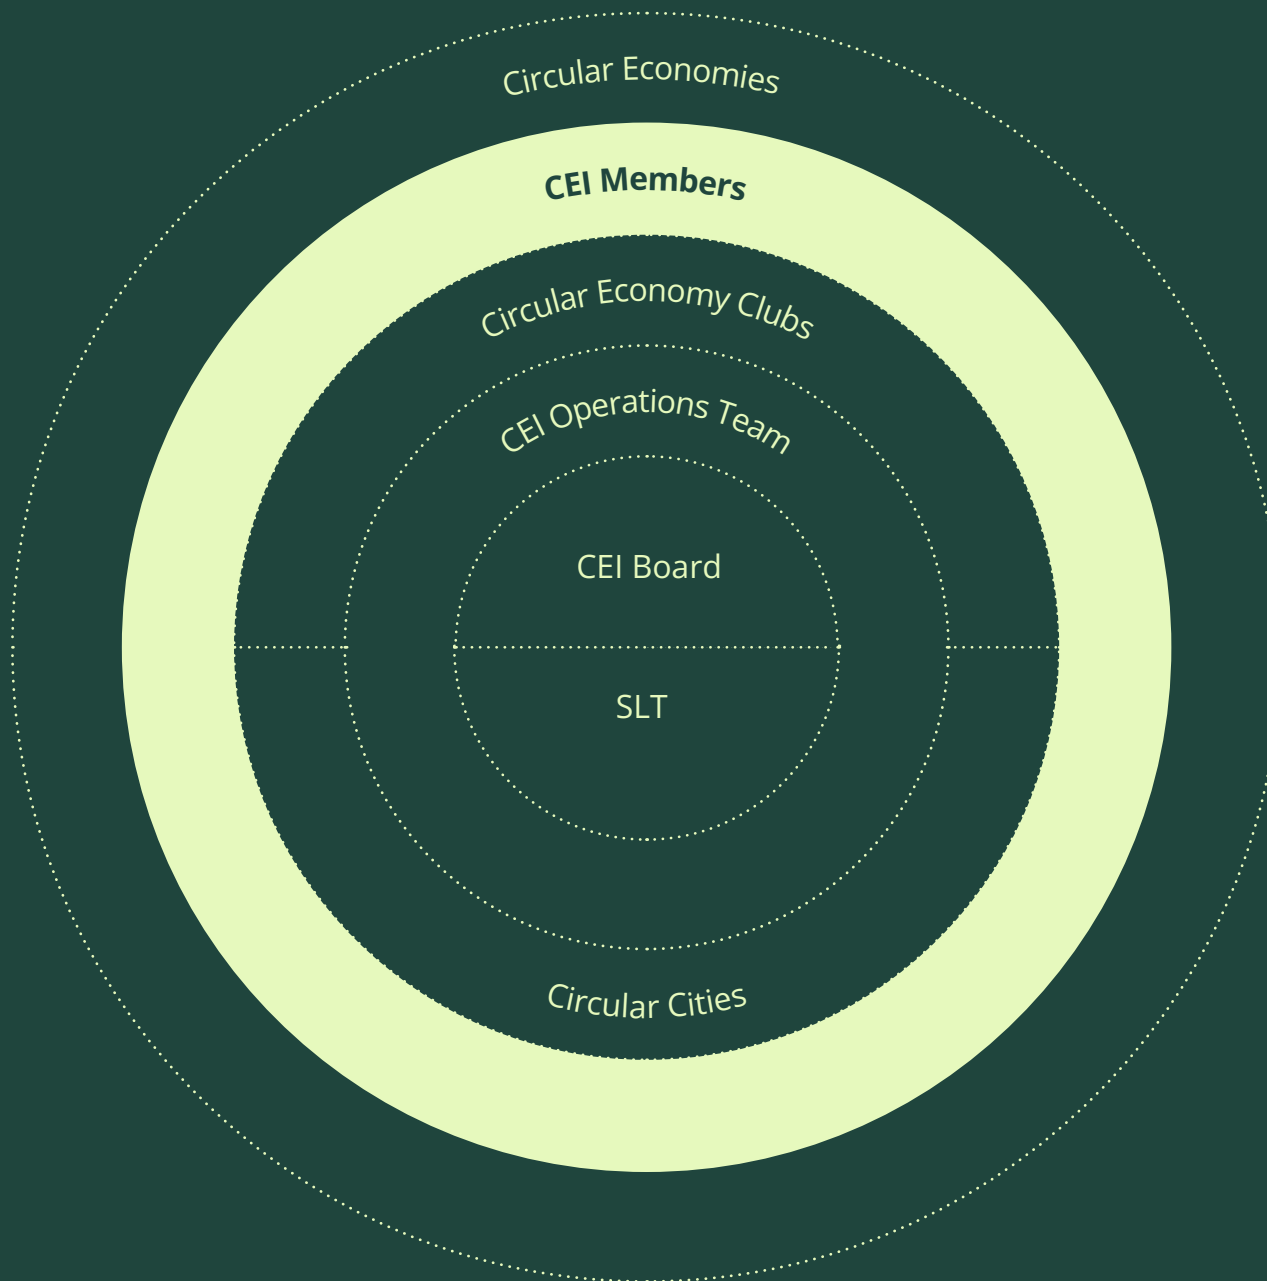 Circular Economies
CEI Members
Circular Economy Clubs
CEI Operations Team
CEI Board
SLT
Circular Cities